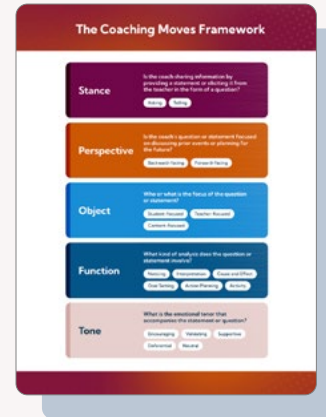 The Coaching Moves Framework
Stance
Is the coach sharing information by
providing a statement or eliciting it from
the teacher in the form of a question?
Asking Telling
Perspective
Is the coach's question or statement focused
on discussing prior events or planning for
the future?
Backward-facing Forward-facing
Object
Who or what is the focus of the question
or statement?
Student-focused Teacher-focused
Content-focused
Function
What kind of analysis does the question or
statement involve?
Noticing Interpretation Cause and Effect
Goal Setting Action Planning Activity
Tone
What is the emotional tenor that
accompanies the statement or question?
Encouraging Validating Supportive
Deferential Neutral